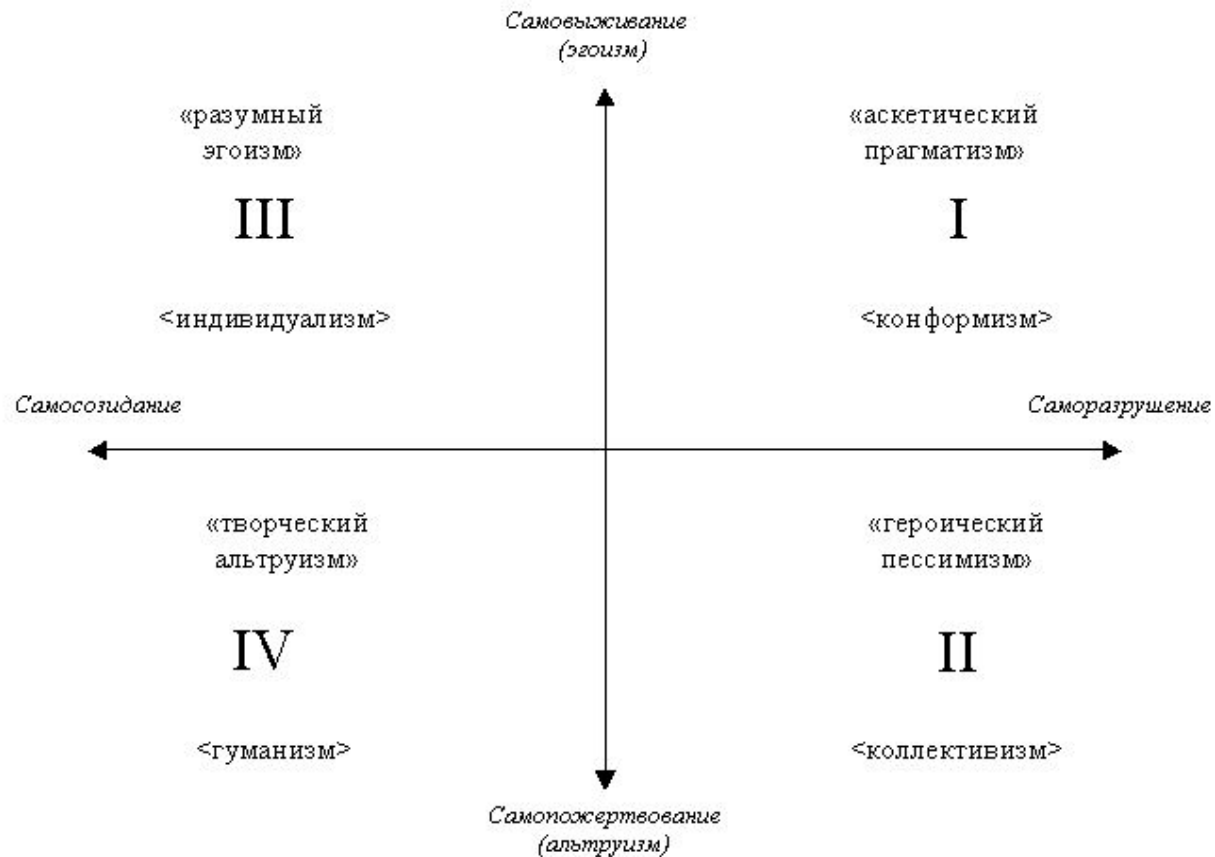 Самовыживание
(эгоизм)
«разумный
эгоизм»
III
<индивидуализм>
«аскетический
прагматизм»
I
<конформизм>
Самосозидание
Саморазрушение
«творческий
альтруизм»
IV
<гуманизм>
«героический
пессимизм»
II
<коллективизм>
Самопожертвование
(альтруизм)